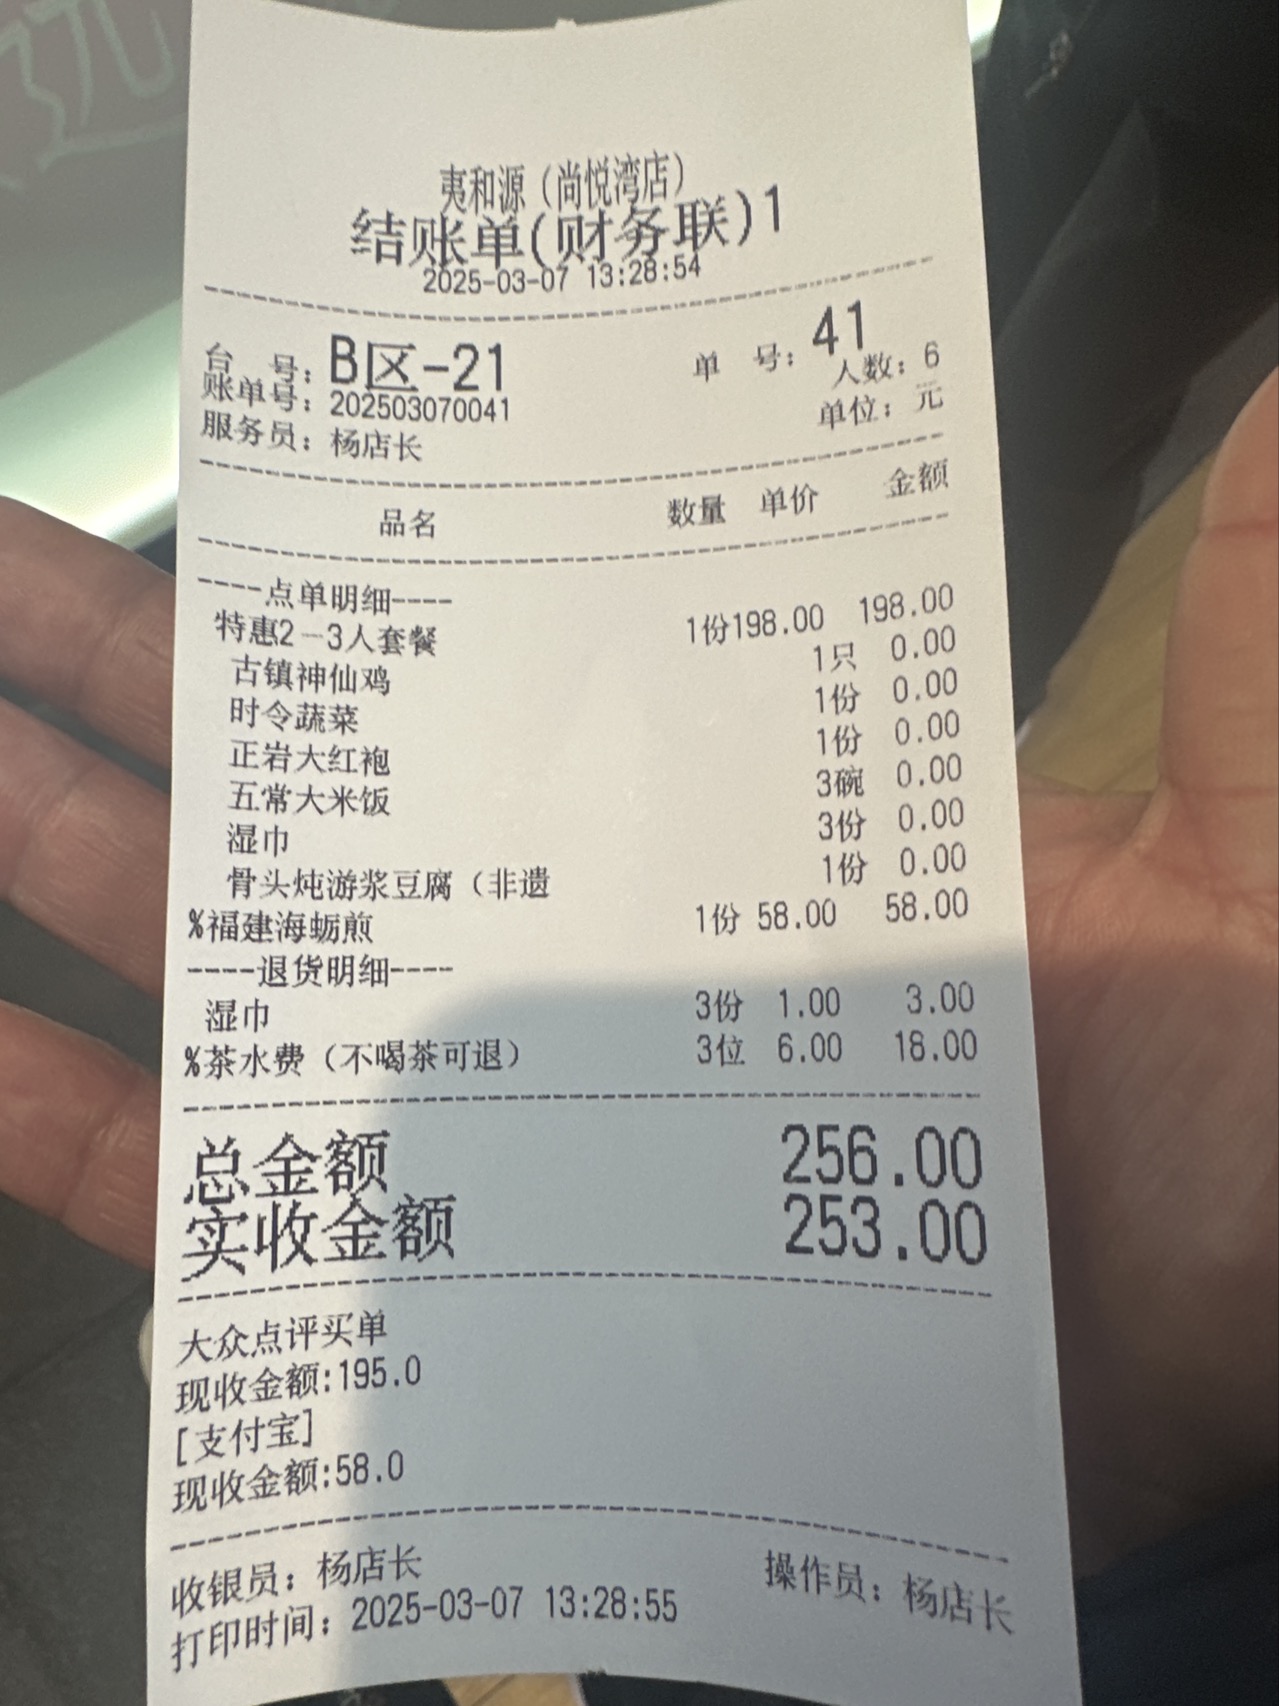 元
夷和源（尚悦湾店）
结账单(财务联)1
2025-03-07 13:28:54
台 号：B区-21 单 号：41
账单号：202503070041 人数：6
服务员：杨店长 单位：元
品名 数量 单价 金额
----点单明细----
特惠2-3人套餐 1份198.00 198.00
古镇神仙鸡 1只 0.00
时令蔬菜 1份 0.00
正岩大红袍 1份 0.00
五常大米饭 3碗 0.00
湿巾 3份 0.00
骨头炖游浆豆腐（非遗 1份 0.00
%福建海蛎煎 1份 58.00 58.00
----退货明细----
湿巾 3份 1.00 3.00
%茶水费（不喝茶可退） 3位 6.00 18.00
总金额 256.00
实收金额 253.00
大众点评买单
现收金额:195.0
[支付宝]
现收金额:58.0
收银员：杨店长 操作员：杨店长
打印时间：2025-03-07 13:28:55